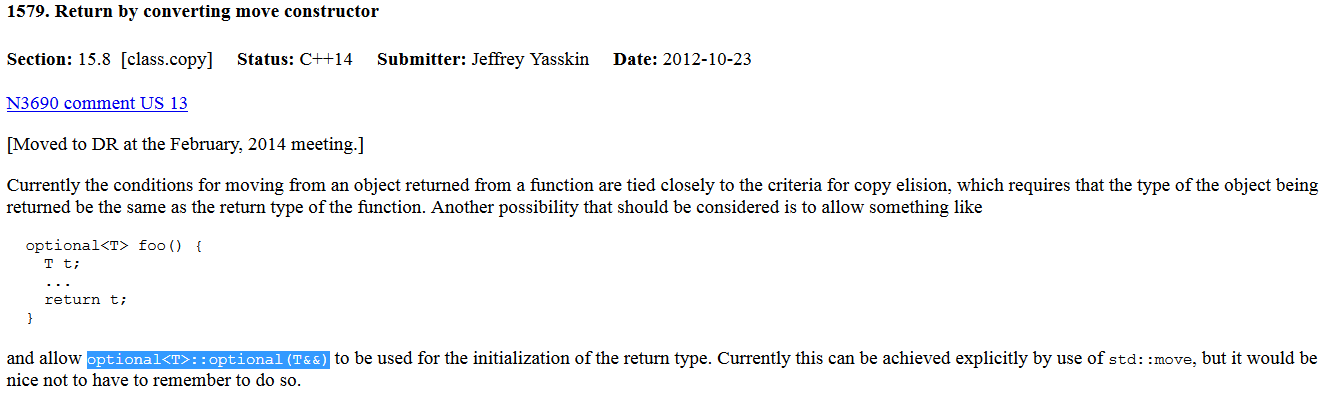 1579. Return by converting move constructor
Section: 15.8 [class.copy] Status: C++14 Submitter: Jeffrey Yasskin Date: 2012-10-23
N3690 comment US 13
[Moved to DR at the February, 2014 meeting.]
Currently the conditions for moving from an object returned from a function are tied closely to the criteria for copy elision, which requires that the type of the object being
returned be the same as the return type of the function. Another possibility that should be considered is to allow something like
optional<T> foo() {
T t;
...
return t;
}
and allow optional<T>::optional(T&&) to be used for the initialization of the return type. Currently this can be achieved explicitly by use of std::move, but it would be
nice not to have to remember to do so.